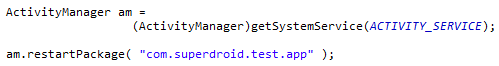 ActivityManager am =
(ActivityManager)getSystemService(ACTIVITY_SERVICE);
am.restartPackage( "com.superdroid.test.app" );